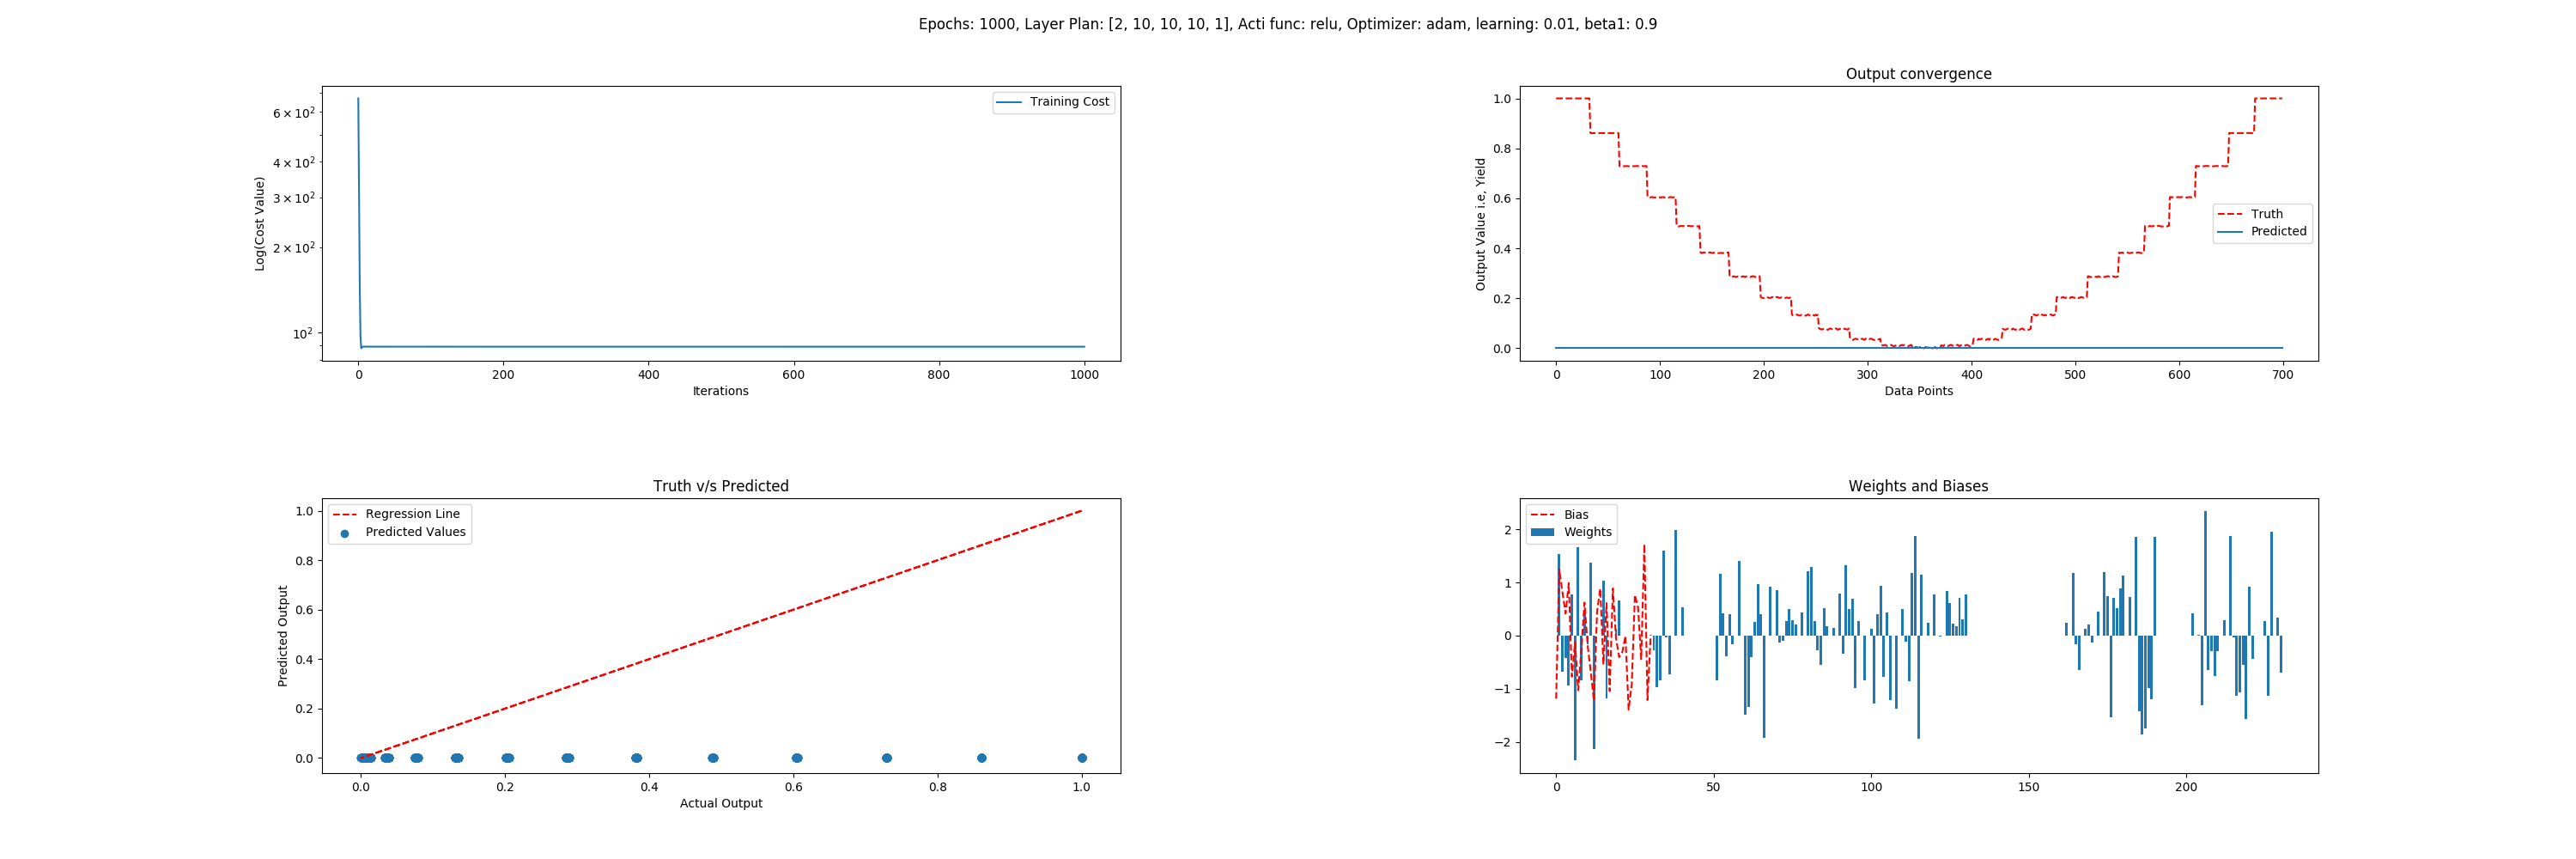 Epochs: 1000, Layer Plan: [2, 10, 10, 10, 1], Acti func: relu, Optimizer: adam, learning: 0.01, beta1: 0.9
Training Cost
Log(Cost Value)
6 × 10²
4 × 10²
3 × 10²
2 × 10²
10²
0 200 400 600 800 1000
Iterations
Output convergence
Truth
Predicted
Output Value i.e, Yield
1.0
0.8
0.6
0.4
0.2
0.0
0 100 200 300 400 500 600 700
Data Points
Truth v/s Predicted
Regression Line
Predicted Values
Predicted Output
1.0
0.8
0.6
0.4
0.2
0.0
0.0 0.2 0.4 0.6 0.8 1.0
Actual Output
Weights and Biases
Bias
Weights
2
1
0
−1
−2
0 50 100 150 200